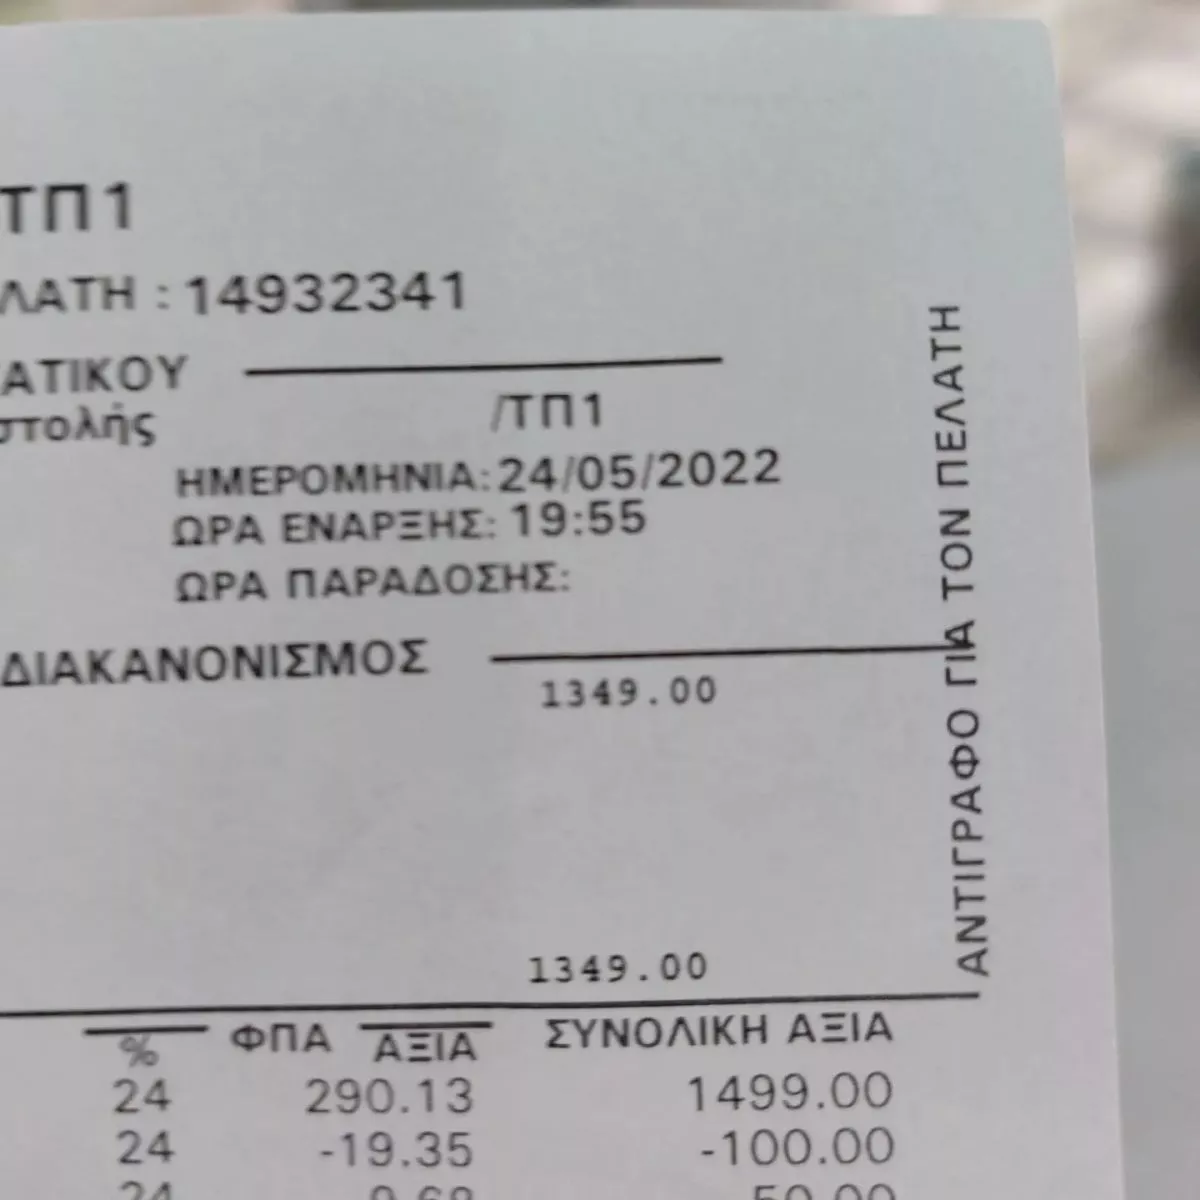 ΤΠ1
ΛΑΤΗ : 14932341
ΑΤΙΚΟΥ
στολής /ΤΠ1
ΗΜΕΡΟΜΗΝΙΑ: 24/05/2022
ΩΡΑ ΕΝΑΡΞΗΣ: 19:55
ΩΡΑ ΠΑΡΑΔΟΣΗΣ:
ΔΙΑΚΑΝΟΝΙΣΜΟΣ
1349.00
1349.00
% ΦΠΑ ΑΞΙΑ ΣΥΝΟΛΙΚΗ ΑΞΙΑ
24 290.13 1499.00
24 -19.35 -100.00
ΑΝΤΙΓΡΑΦΟ ΓΙΑ ΤΟΝ ΠΕΛΑΤΗ